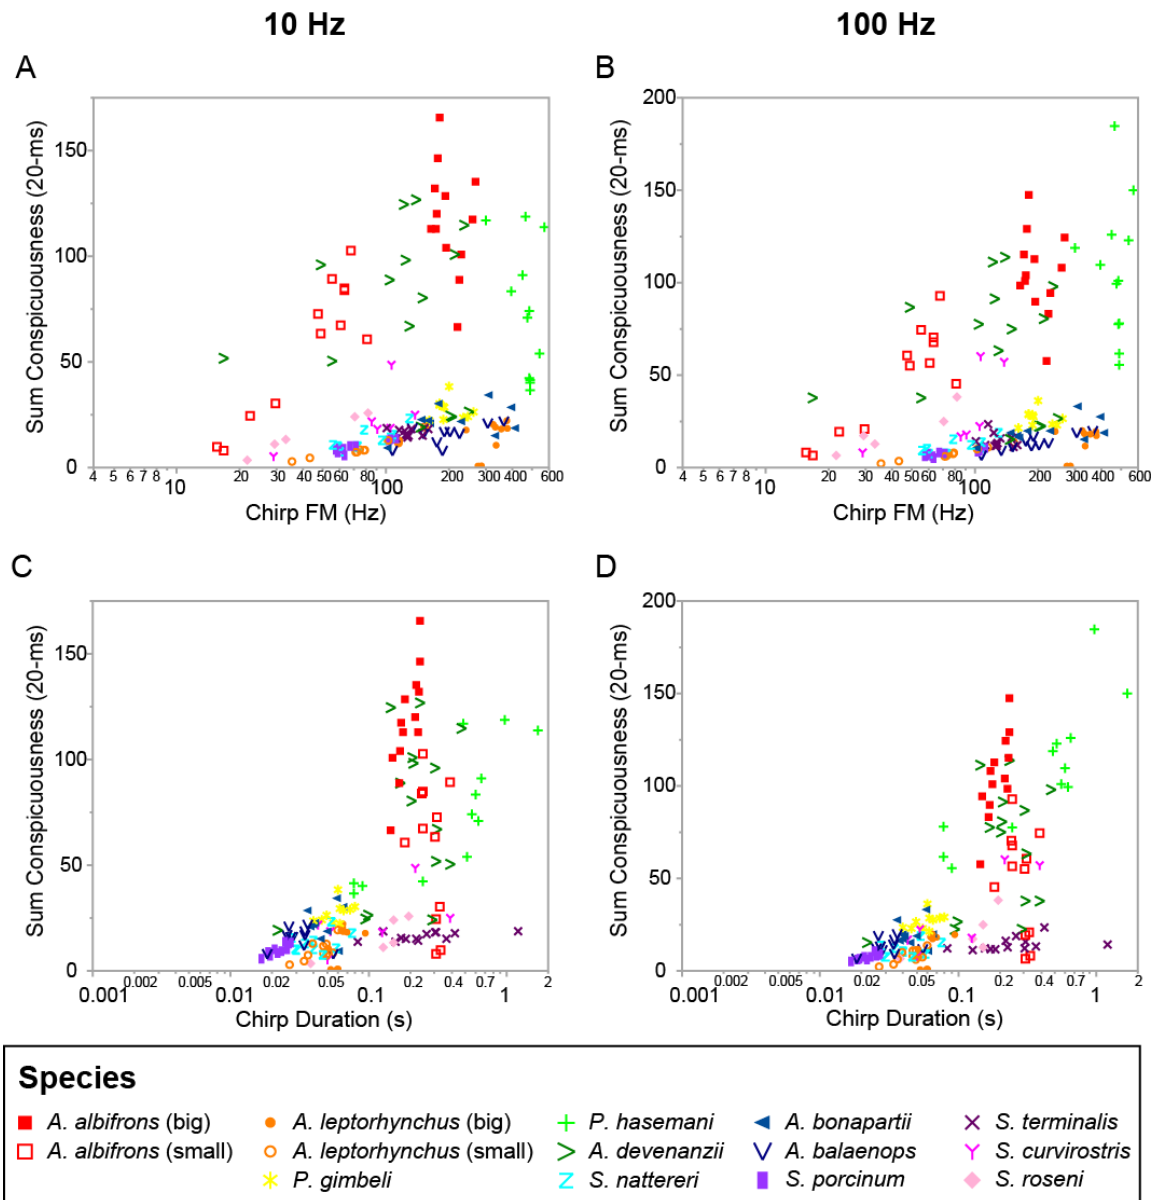 10 Hz
100 Hz
A
B
Sum Conspicuousness (20-ms)
150
100
50
0
4 5 6 7 8 10 20 30 40 50 60 80 100 200 300 400 600
Chirp FM (Hz)
Sum Conspicuousness (20-ms)
200
150
100
50
0
4 5 6 7 8 10 20 30 40 50 60 80 100 200 300 400 600
Chirp FM (Hz)
C
D
Sum Conspicuousness (20-ms)
150
100
50
0
0.001 0.002 0.005 0.01 0.02 0.05 0.1 0.2 0.4 0.7 1 2
Chirp Duration (s)
Sum Conspicuousness (20-ms)
200
150
100
50
0
0.001 0.002 0.005 0.01 0.02 0.05 0.1 0.2 0.4 0.7 1 2
Chirp Duration (s)
Species
A. albifrons (big)
A. albifrons (small)
A. leptorhynchus (big)
A. leptorhynchus (small)
P. gimbeli
P. hasemani
A. devenanzii
S. nattereri
A. bonapartii
A. balaenops
S. porcinum
S. terminalis
S. curvirostris
S. roseni